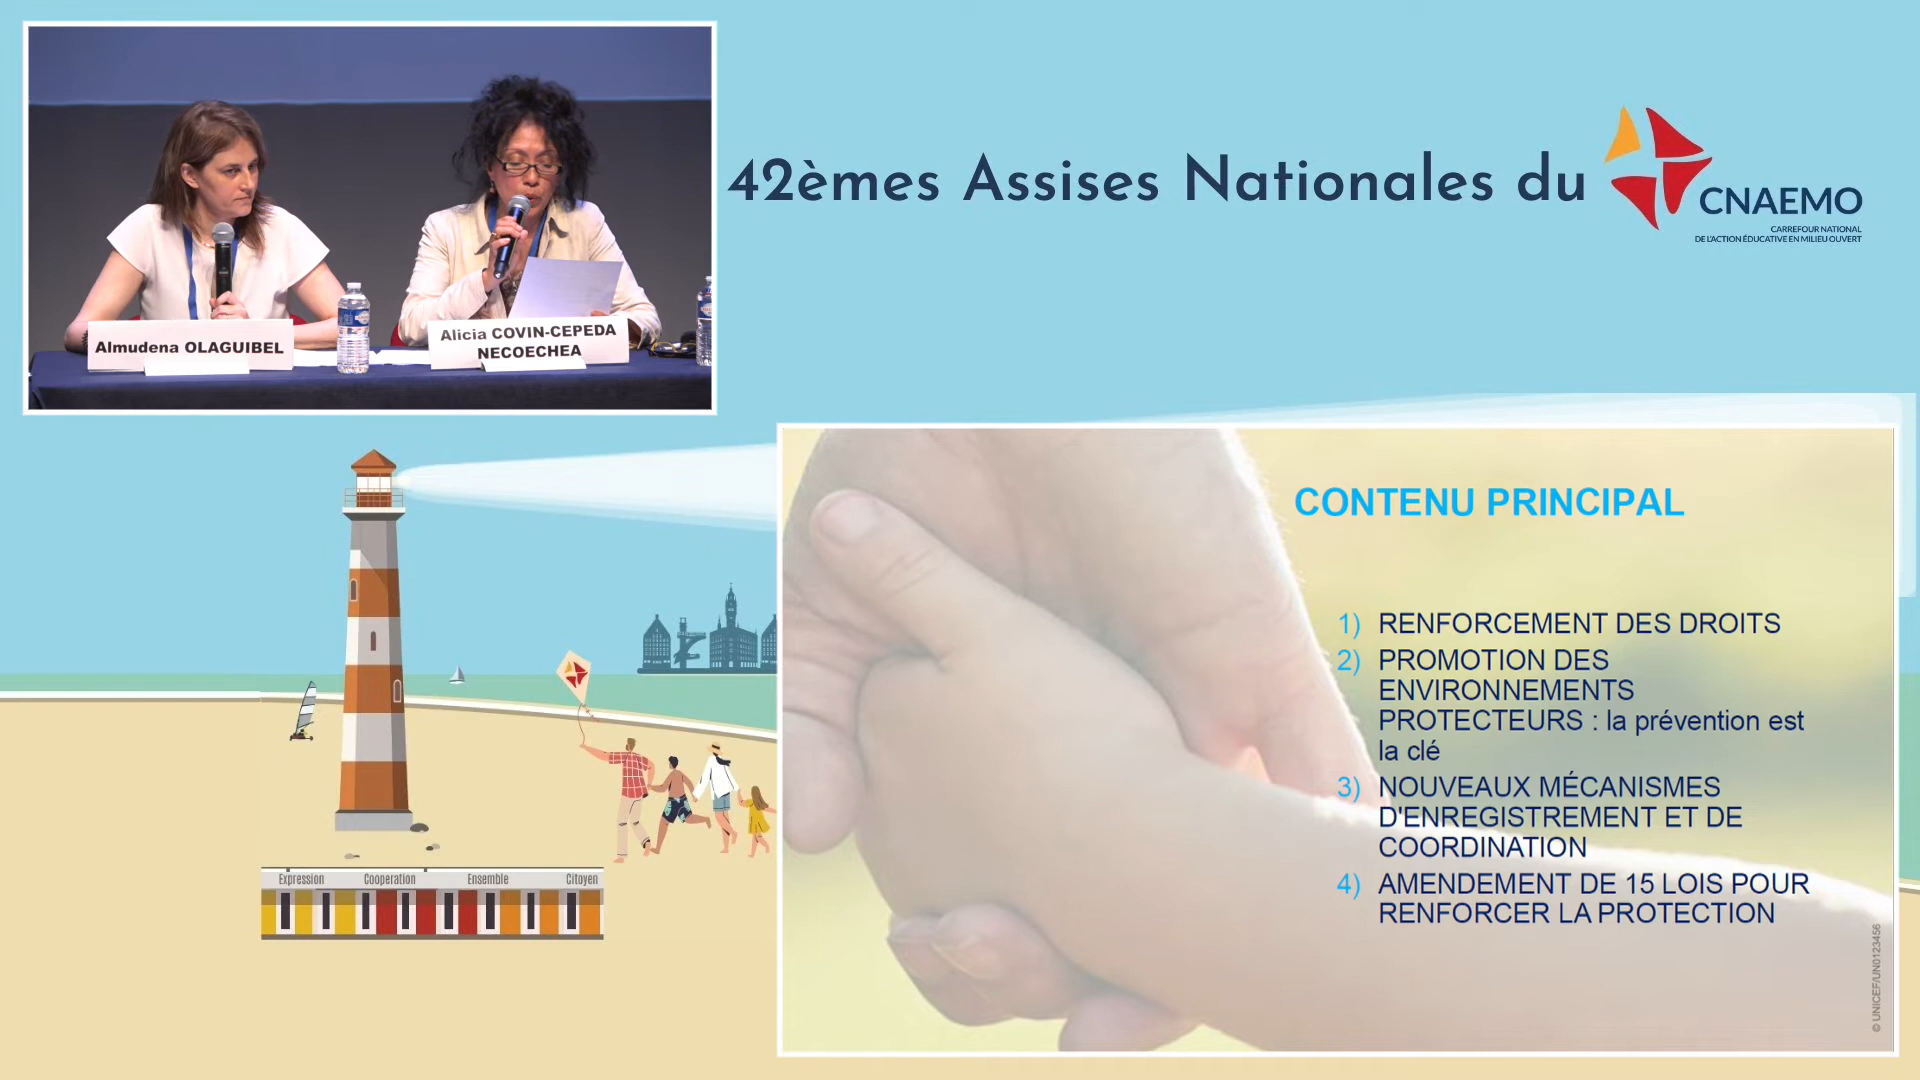 42èmes Assises Nationales du
CNAEMO
CARREFOUR NATIONAL
DE L'ACTION ÉDUCATIVE EN MILIEU OUVERT
Almudena OLAGUIBEL
Alicia COVIN-CEPEDA
NECOECHEA
CONTENU PRINCIPAL
1) RENFORCEMENT DES DROITS
2) PROMOTION DES
ENVIRONNEMENTS
PROTECTEURS : la prévention est
la clé
3) NOUVEAUX MÉCANISMES
D'ENREGISTREMENT ET DE
COORDINATION
4) AMENDEMENT DE 15 LOIS POUR
RENFORCER LA PROTECTION
© UNICEF/UN0123456
Expression Cooperation Ensemble Citoyen